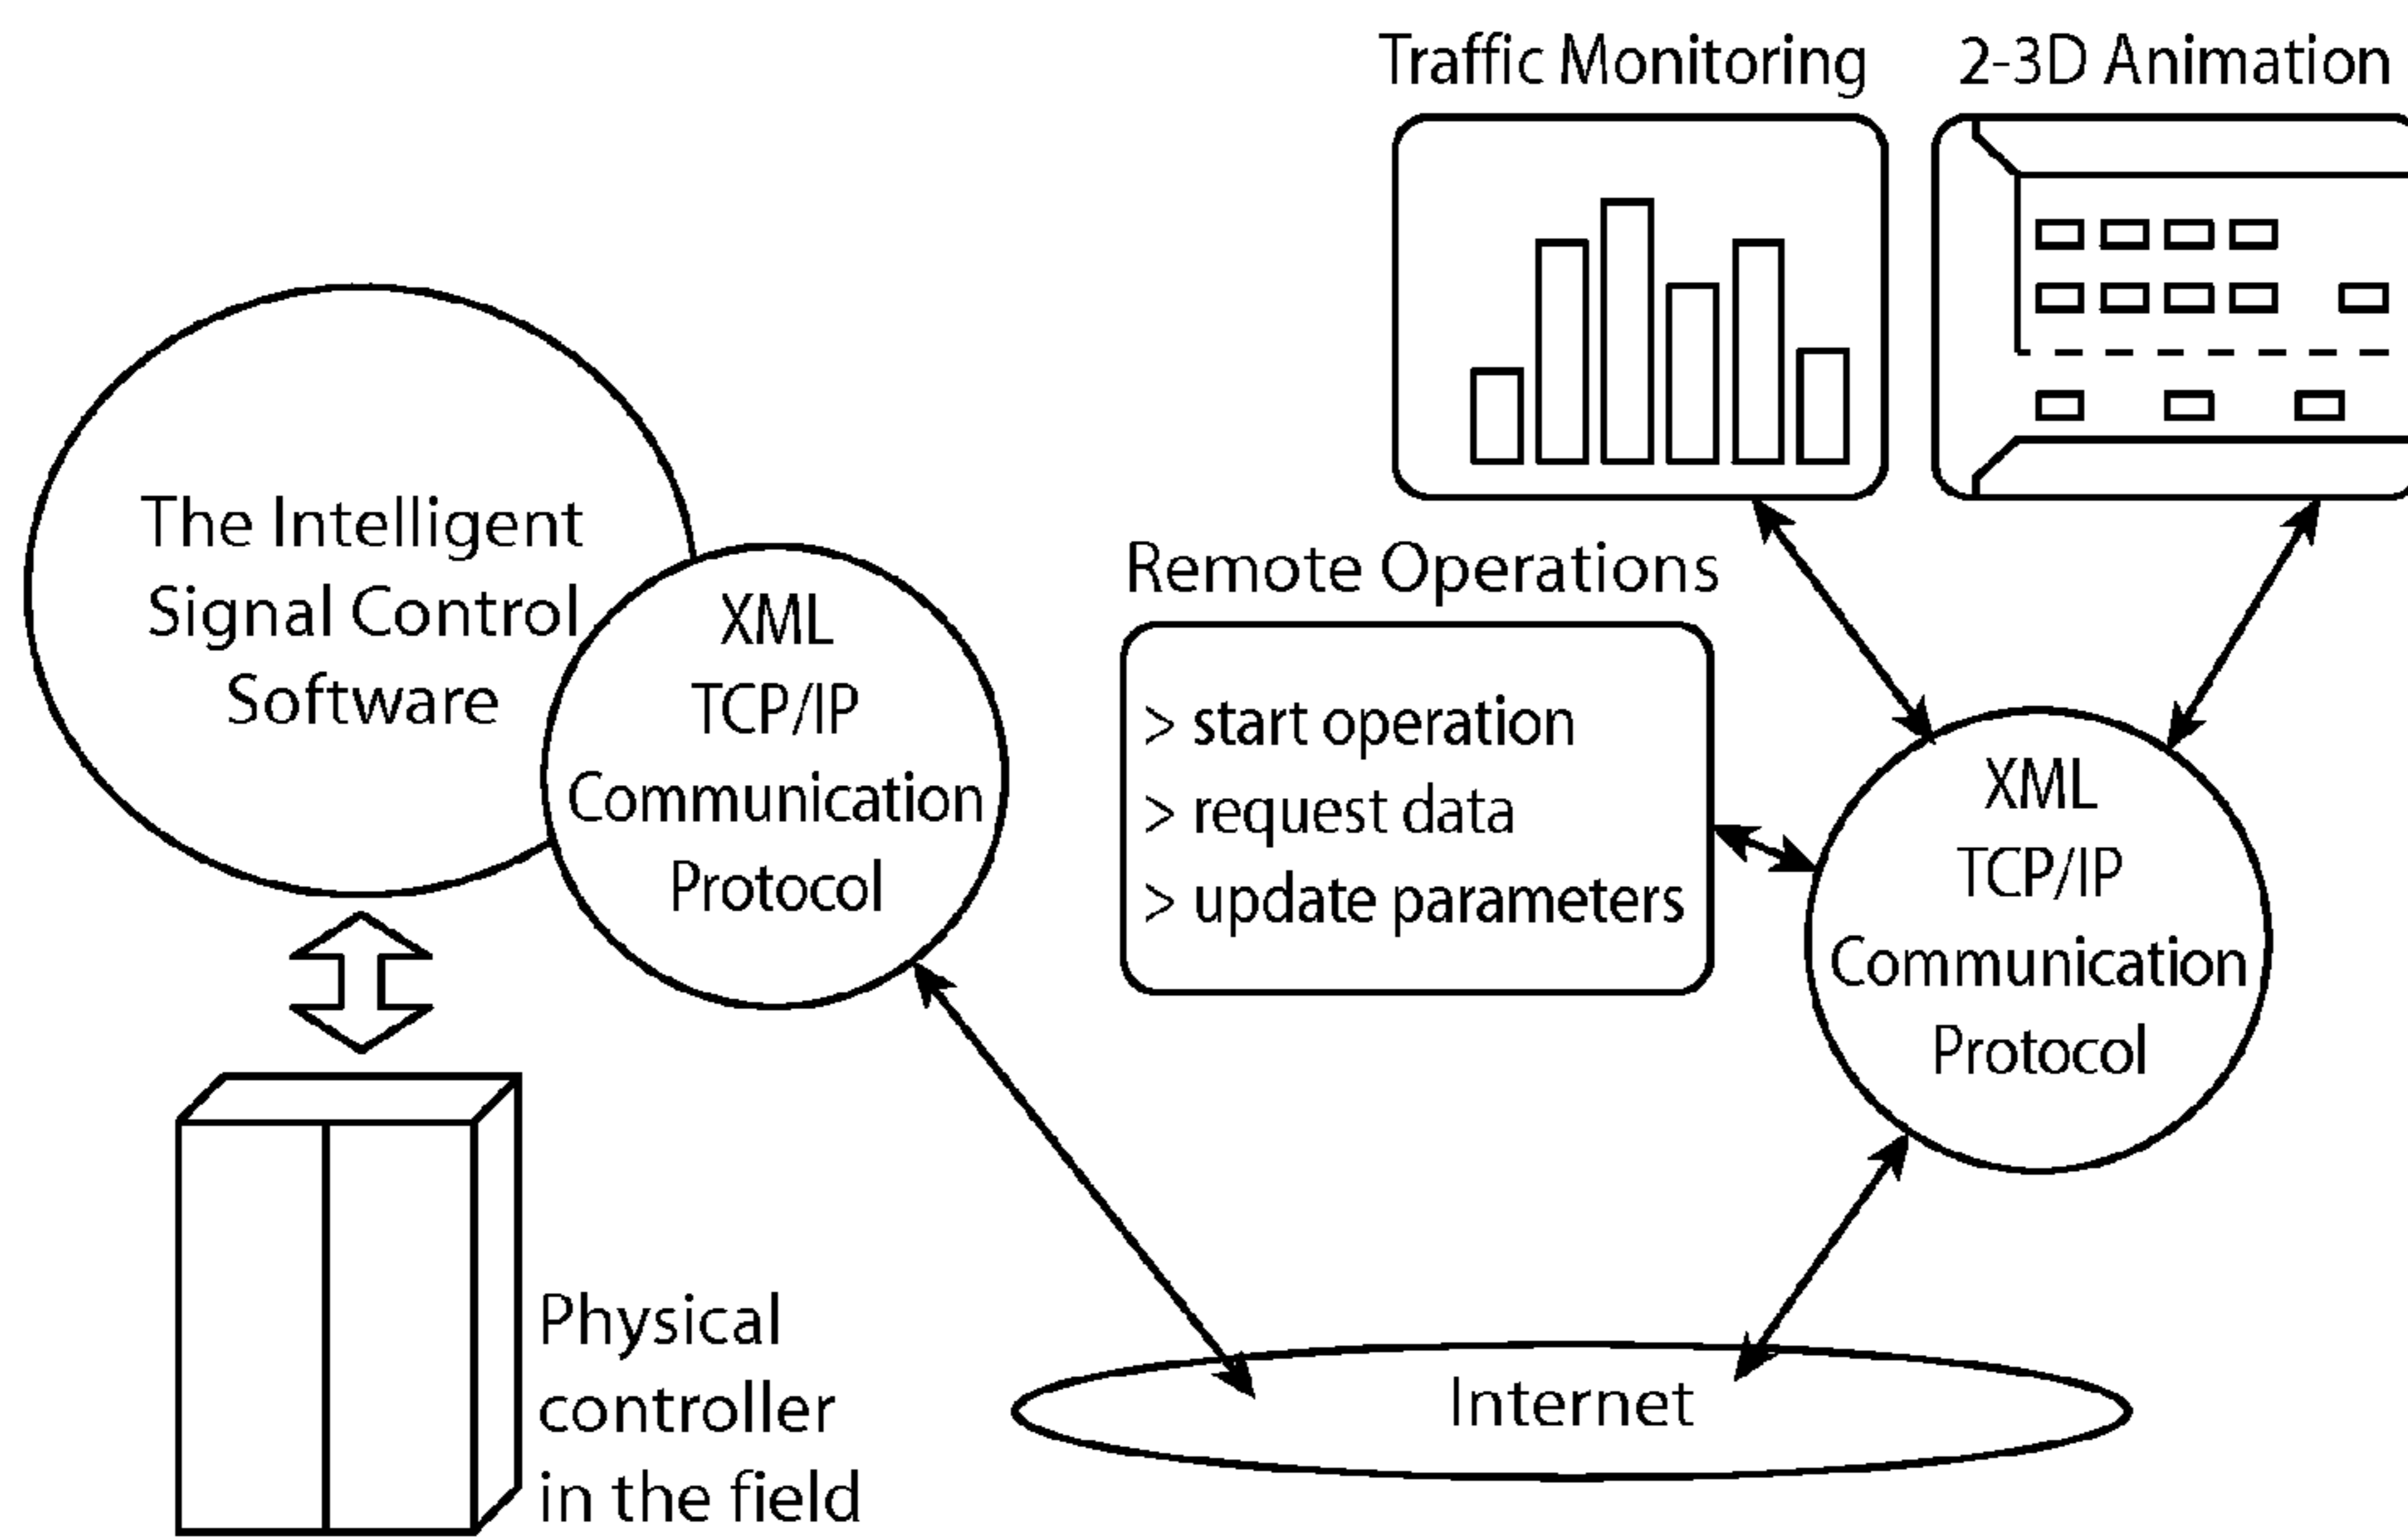 Traffic Monitoring
2-3D Animation
The Intelligent
Signal Control
Software
XML
TCP/IP
Communication
Protocol
Remote Operations
> start operation
> request data
> update parameters
XML
TCP/IP
Communication
Protocol
Physical
controller
in the field
Internet